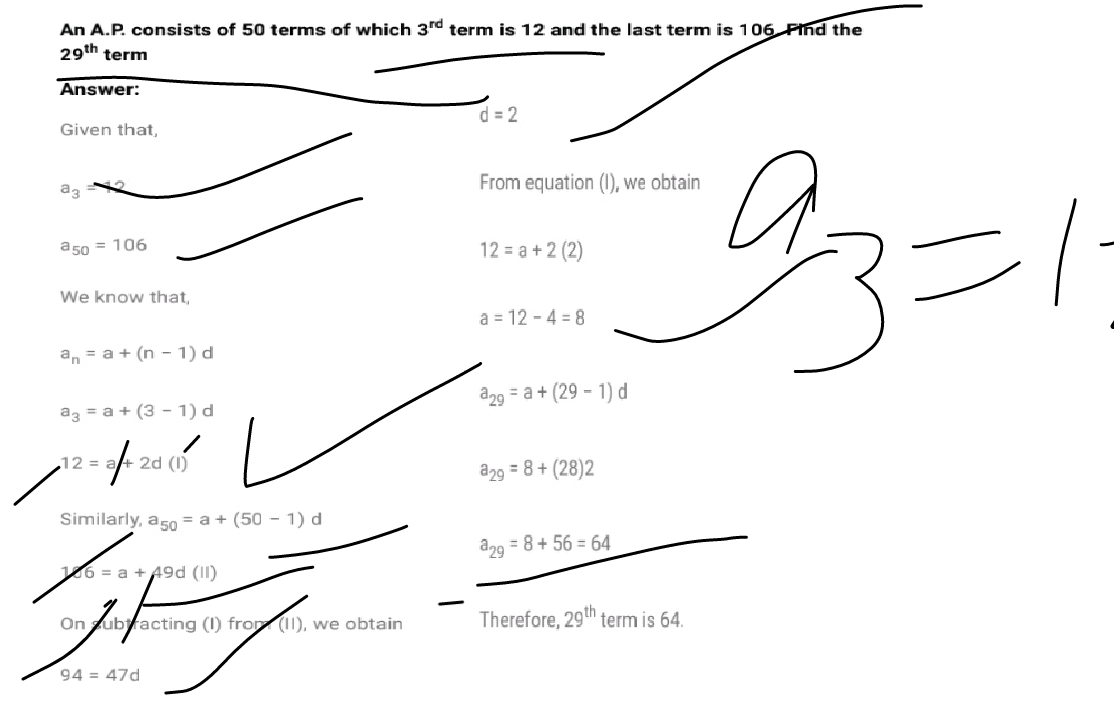 An A.P. consists of 50 terms of which 3rd term is 12 and the last term is 106. Find the
29th term
Answer:
Given that,
a3 = 12
a50 = 106
We know that,
an = a + (n − 1) d
a3 = a + (3 − 1) d
12 = a + 2d (I)
Similarly, a50 = a + (50 − 1) d
106 = a + 49d (II)
On subtracting (I) from (II), we obtain
94 = 47d
d = 2
From equation (I), we obtain
12 = a + 2 (2)
a = 12 − 4 = 8
a29 = a + (29 − 1) d
a29 = 8 + (28)2
a29 = 8 + 56 = 64
Therefore, 29th term is 64.
a3 = 1